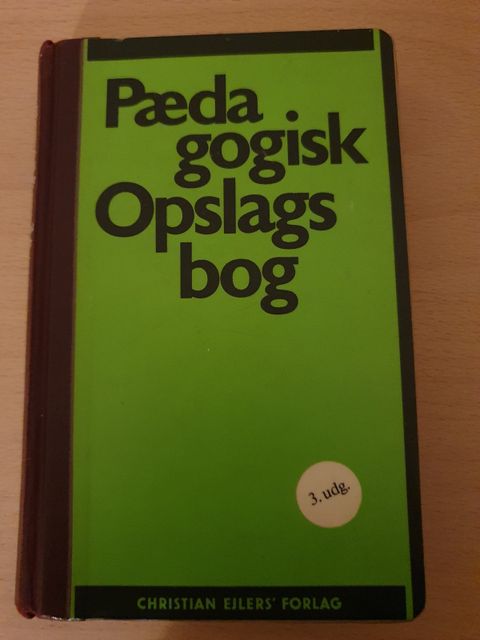 Pæda
gogisk
Opslags
bog
3. udg.
CHRISTIAN EJLERS' FORLAG